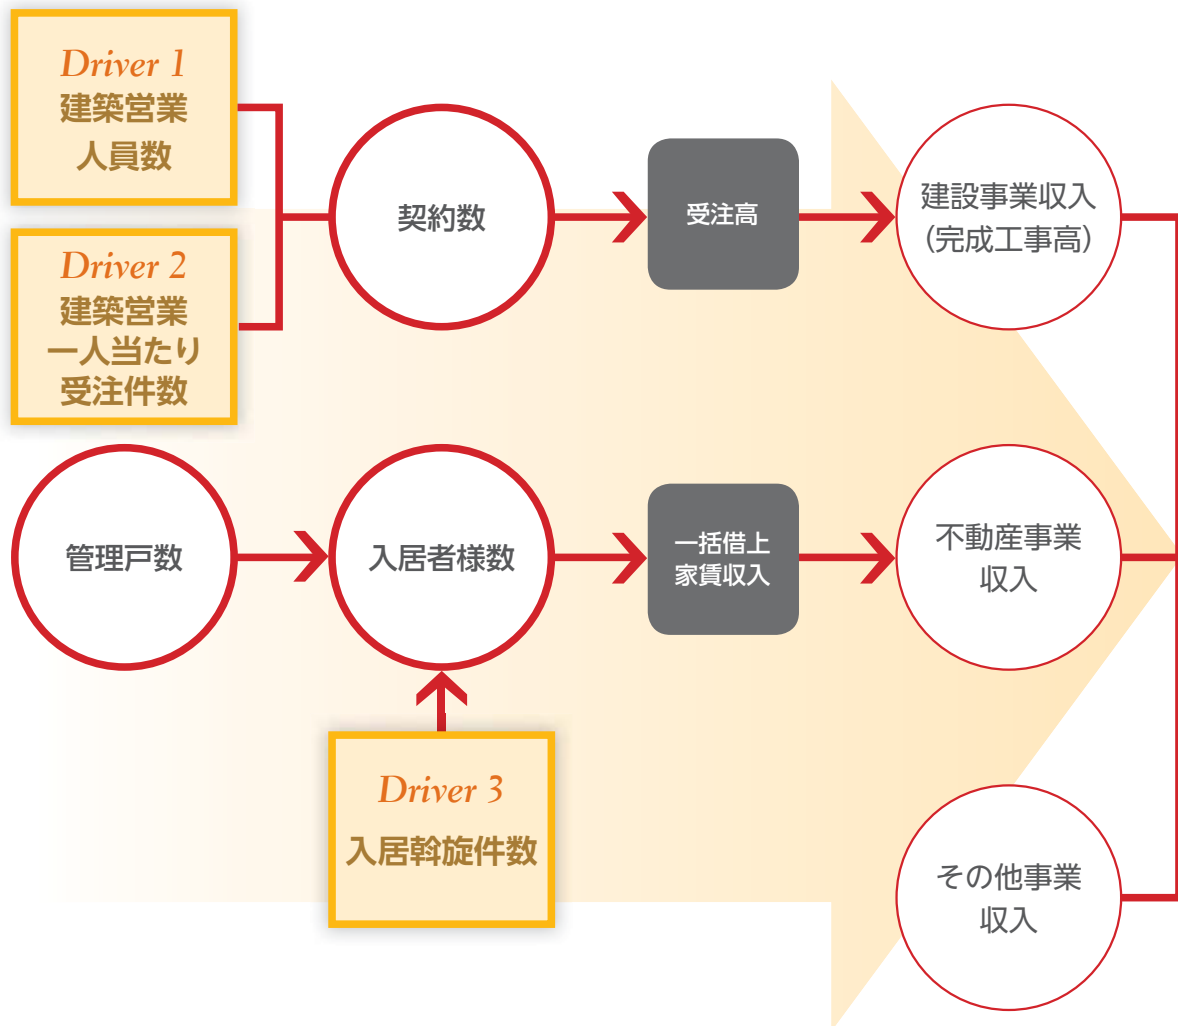 Driver 1
建築営業
人員数
Driver 2
建築営業
一人当たり
受注件数
契約数
受注高
建設事業収入
(完成工事高)
管理戸数
入居者様数
一括借上
家賃収入
不動産事業
収入
Driver 3
入居斡旋件数
その他事業
収入